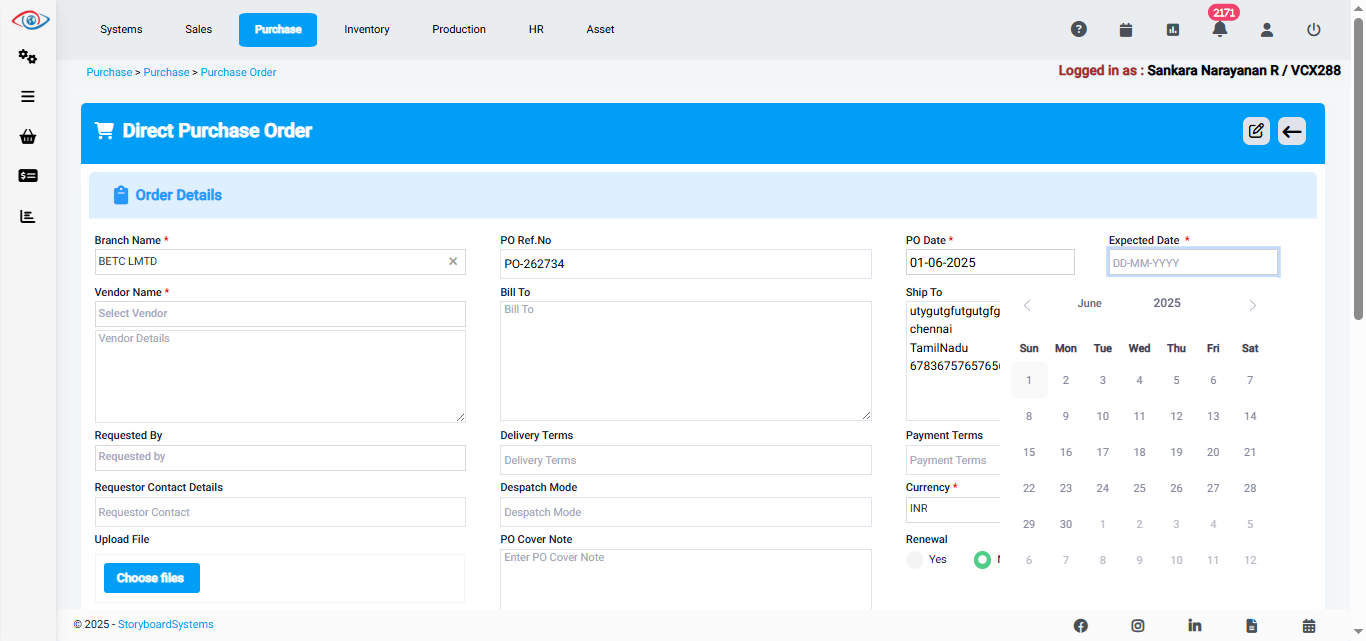 Systems Sales Purchase Inventory Production HR Asset 2171
Purchase > Purchase > Purchase Order
Logged in as : Sankara Narayanan R / VCX288
Direct Purchase Order
Order Details
Branch Name * PO Ref.No PO Date * Expected Date *
BETC LMTD PO-262734 01-06-2025 DD-MM-YYYY
Vendor Name * Bill To Ship To
Select Vendor
Vendor Details
Bill To
utygutgfutgutgfg
chennai
TamilNadu
June 2025
Sun Mon Tue Wed Thu Fri Sat
1 2 3 4 5 6 7
8 9 10 11 12 13 14
15 16 17 18 19 20 21
22 23 24 25 26 27 28
29 30 1 2 3 4 5
6 7 8 9 10 11 12
Requested By Delivery Terms Payment Terms
Requested by Delivery Terms Payment Terms
Requestor Contact Details Despatch Mode Currency *
Requestor Contact Despatch Mode INR
Upload File PO Cover Note Renewal
Choose files Enter PO Cover Note Yes
© 2025 - StoryboardSystems